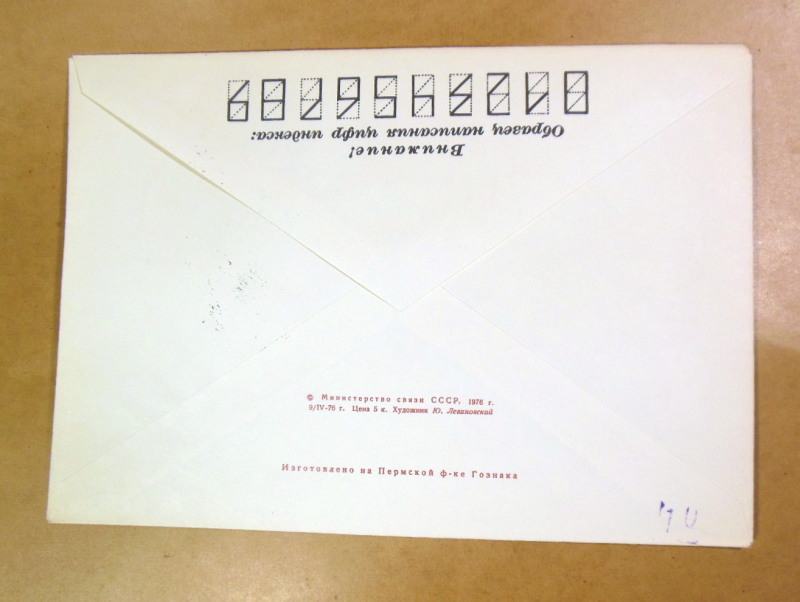 Внимание!
Образец написания цифр индекса:
0123456789
© Министерство связи СССР, 1976 г.
9/IV-76 г. Цена 5 к. Художник Ю. Левиновский
Изготовлено на Пермской ф-ке Гознака